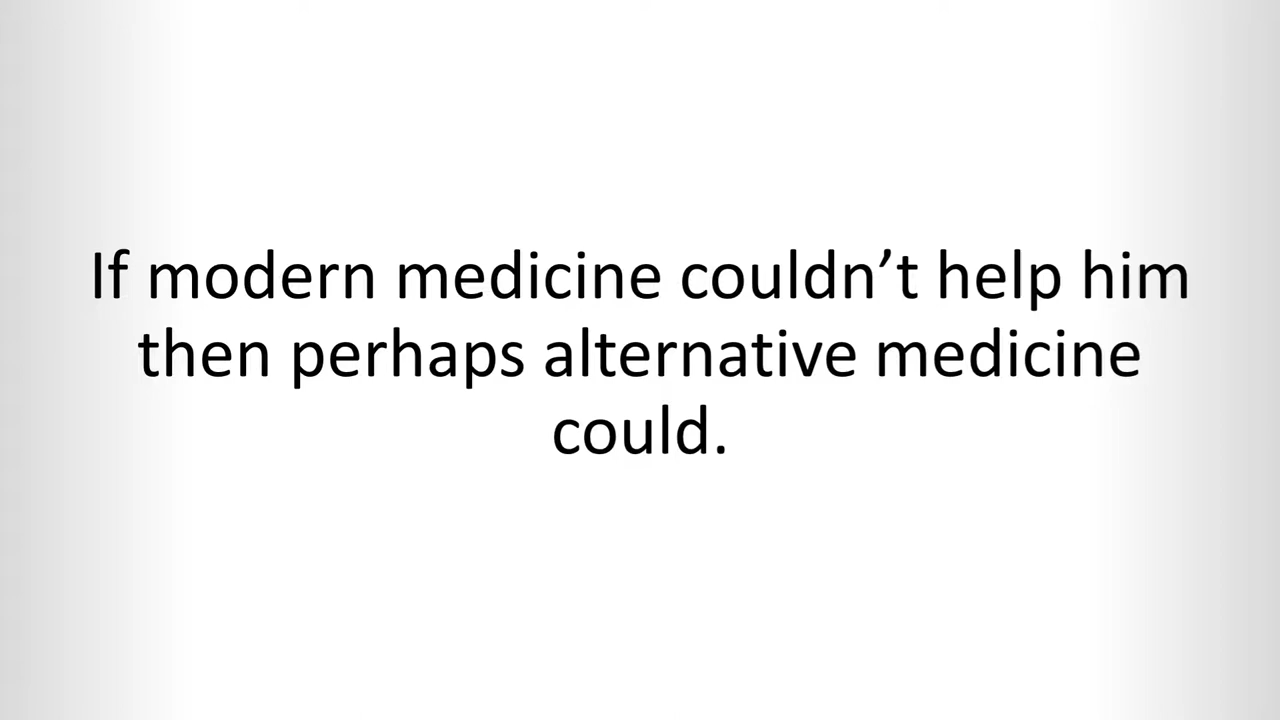 If modern medicine couldn’t help him
then perhaps alternative medicine
could.